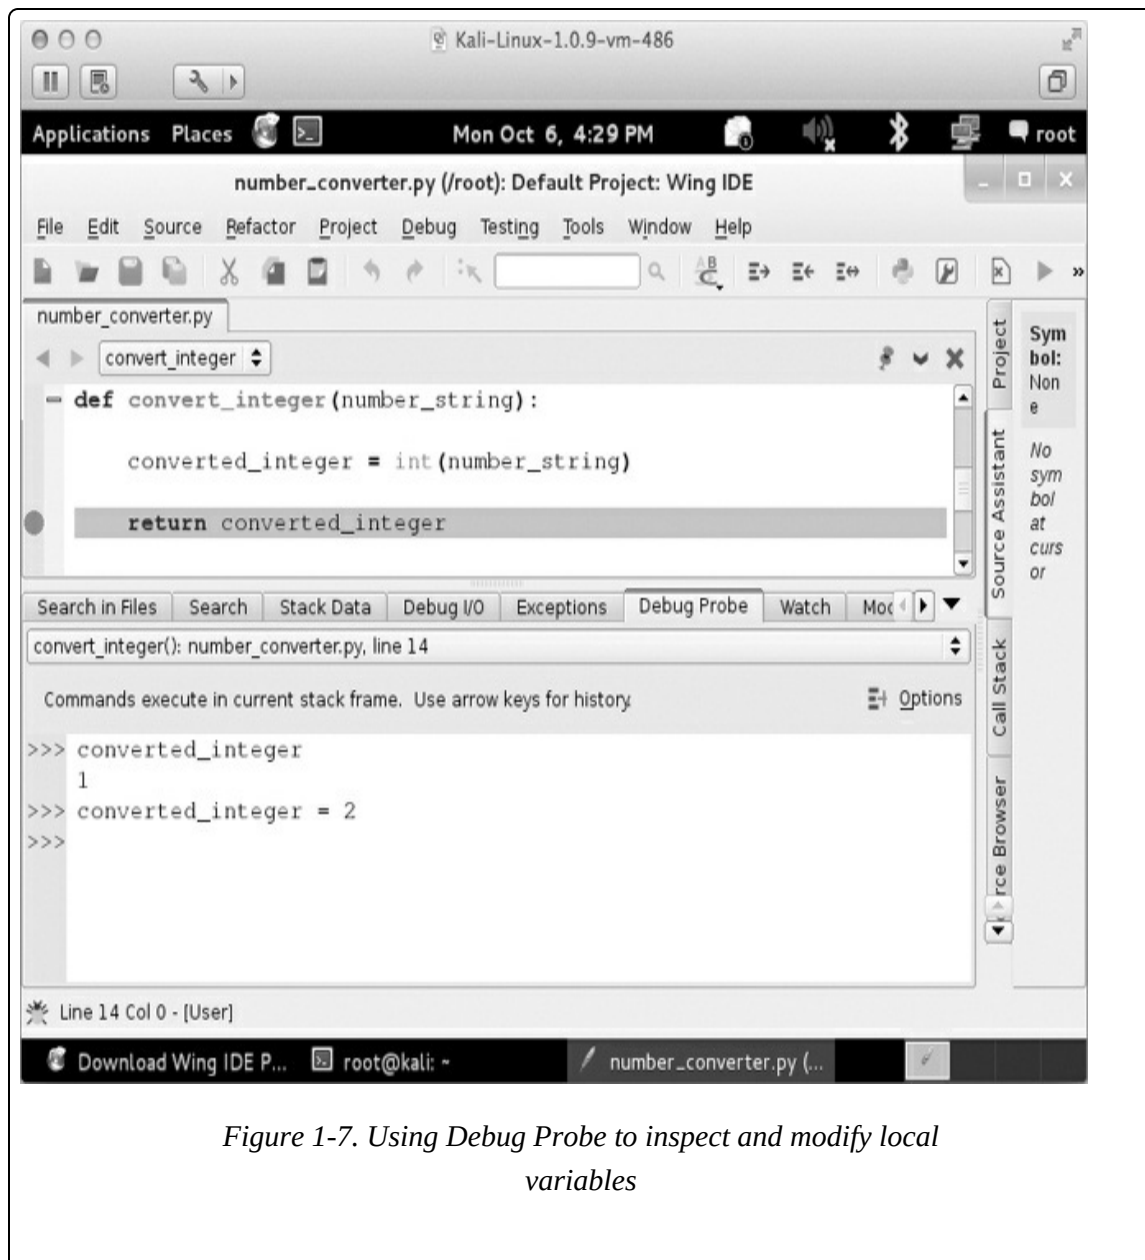 Kali-Linux-1.0.9-vm-486
Applications Places Mon Oct 6, 4:29 PM root
number_converter.py (/root): Default Project: Wing IDE
File Edit Source Refactor Project Debug Testing Tools Window Help
number_converter.py
convert_integer
def convert_integer(number_string):
converted_integer = int(number_string)
return converted_integer
Project
Source Assistant
Call Stack
rce Browser
Sym
bol:
Non
e
No
sym
bol
at
curs
or
Search in Files Search Stack Data Debug I/O Exceptions Debug Probe Watch Moc
convert_integer(): number_converter.py, line 14
Commands execute in current stack frame. Use arrow keys for history. Options
>>> converted_integer
1
>>> converted_integer = 2
>>>
Line 14 Col 0 - [User]
Download Wing IDE P... root@kali: ~ number_converter.py (...
Figure 1-7. Using Debug Probe to inspect and modify local
variables